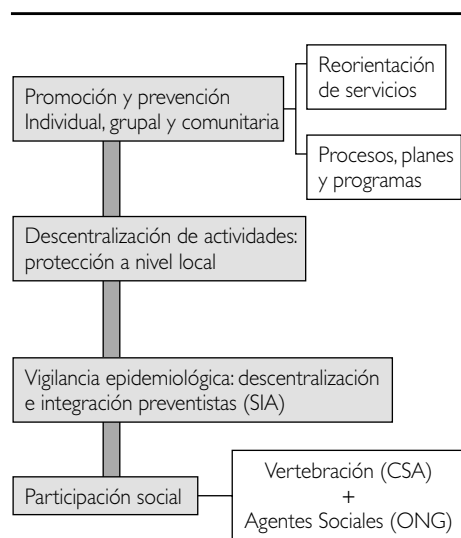 Promoción y prevención
Individual, grupal y comunitaria
Reorientación
de servicios
Procesos, planes
y programas
Descentralización de actividades:
protección a nivel local
Vigilancia epidemiológica: descentralización
e integración preventistas (SIA)
Participación social
Vertebración (CSA)
+
Agentes Sociales (ONG)